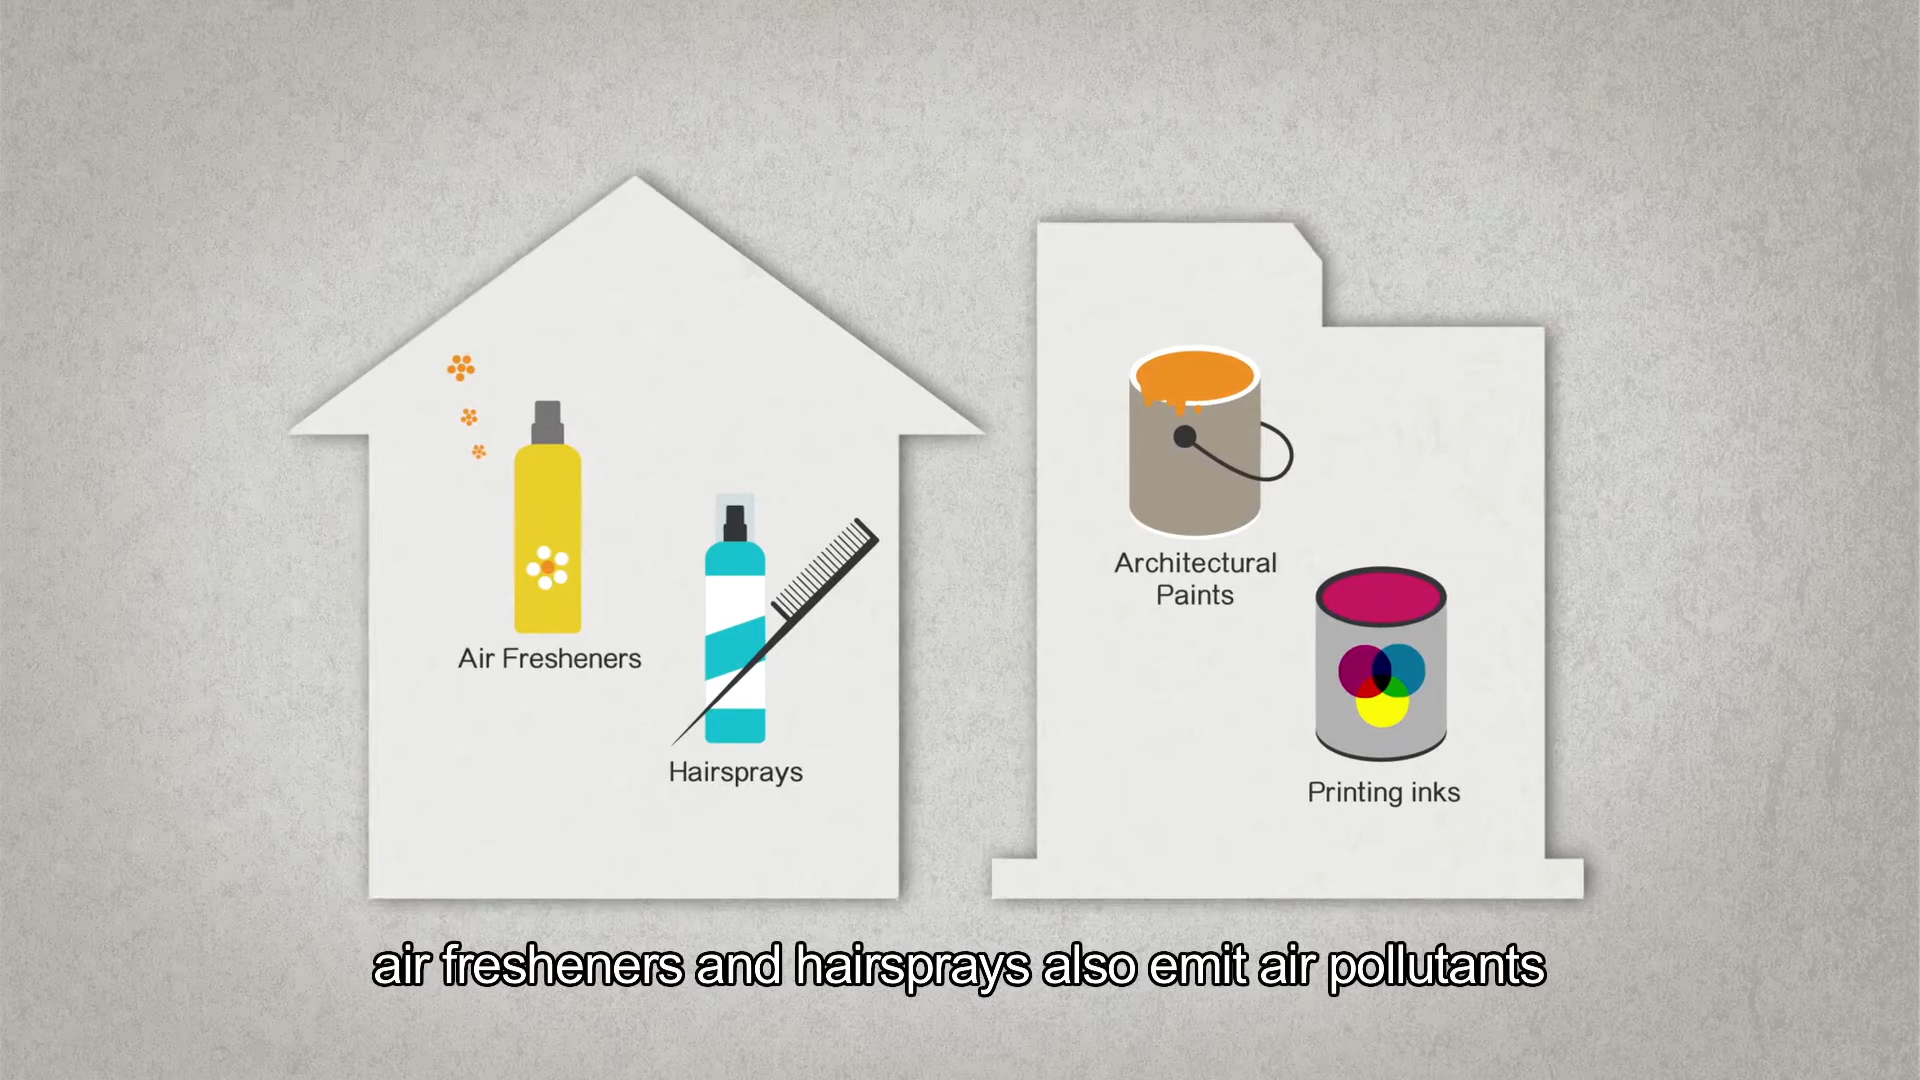 Air Fresheners
Hairsprays
Architectural
Paints
Printing inks
air fresheners and hairsprays also emit air pollutants